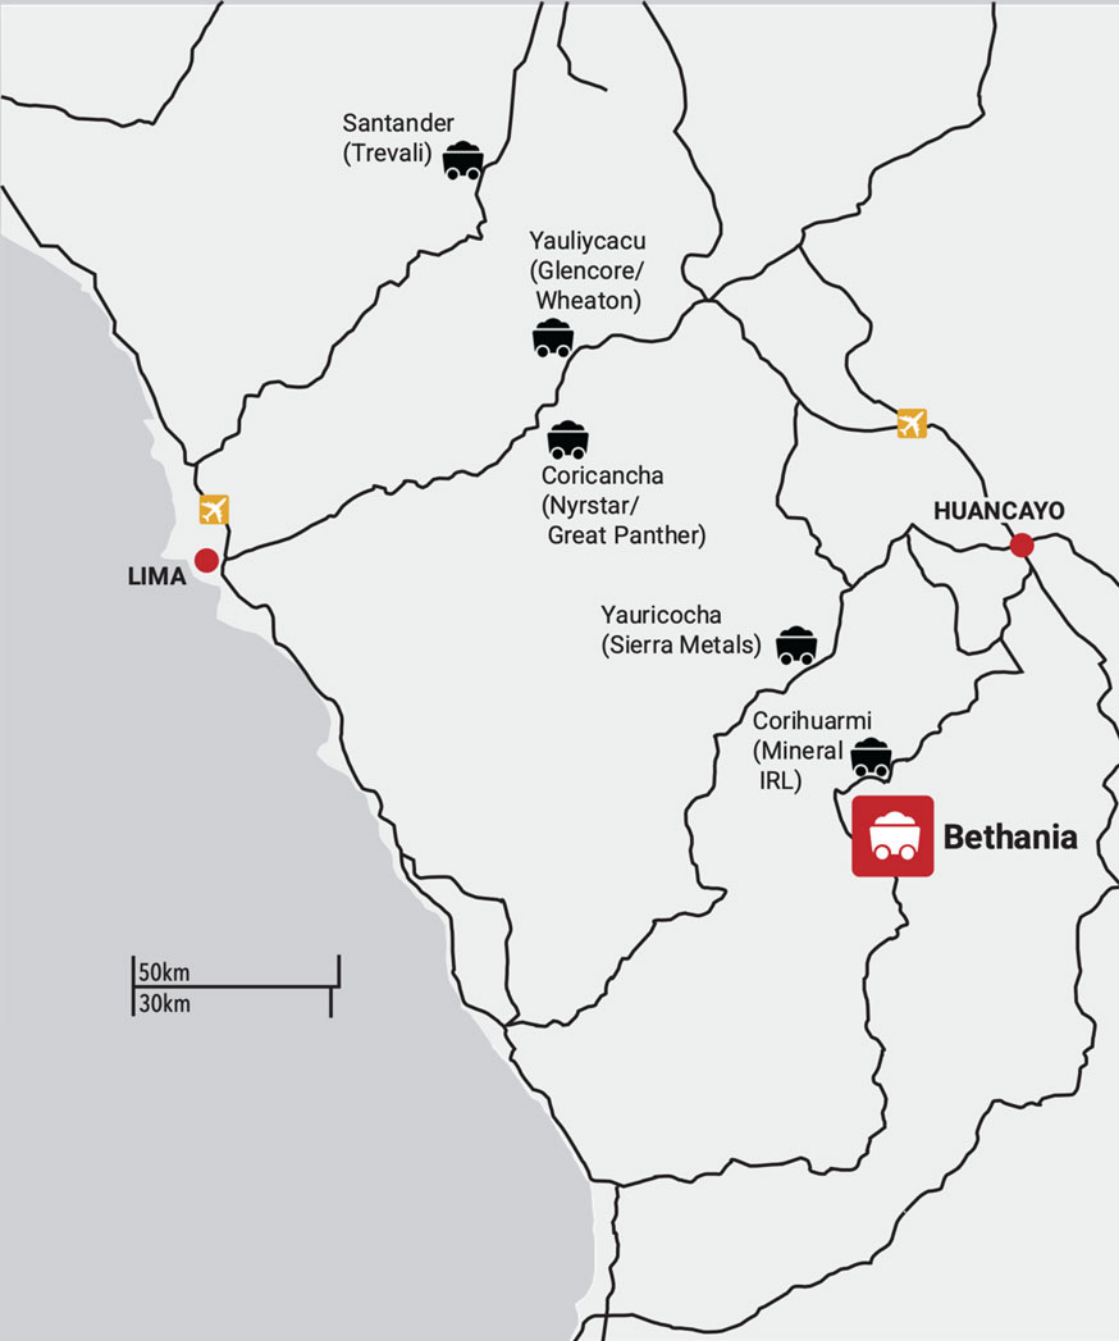 Santander
(Trevali)
Yauliycacu
(Glencore/
Wheaton)
Coricancha
(Nyrstar/
Great Panther)
HUANCAYO
LIMA
Yauricocha
(Sierra Metals)
Corihuarmi
(Mineral
IRL)
Bethania
50km
30km